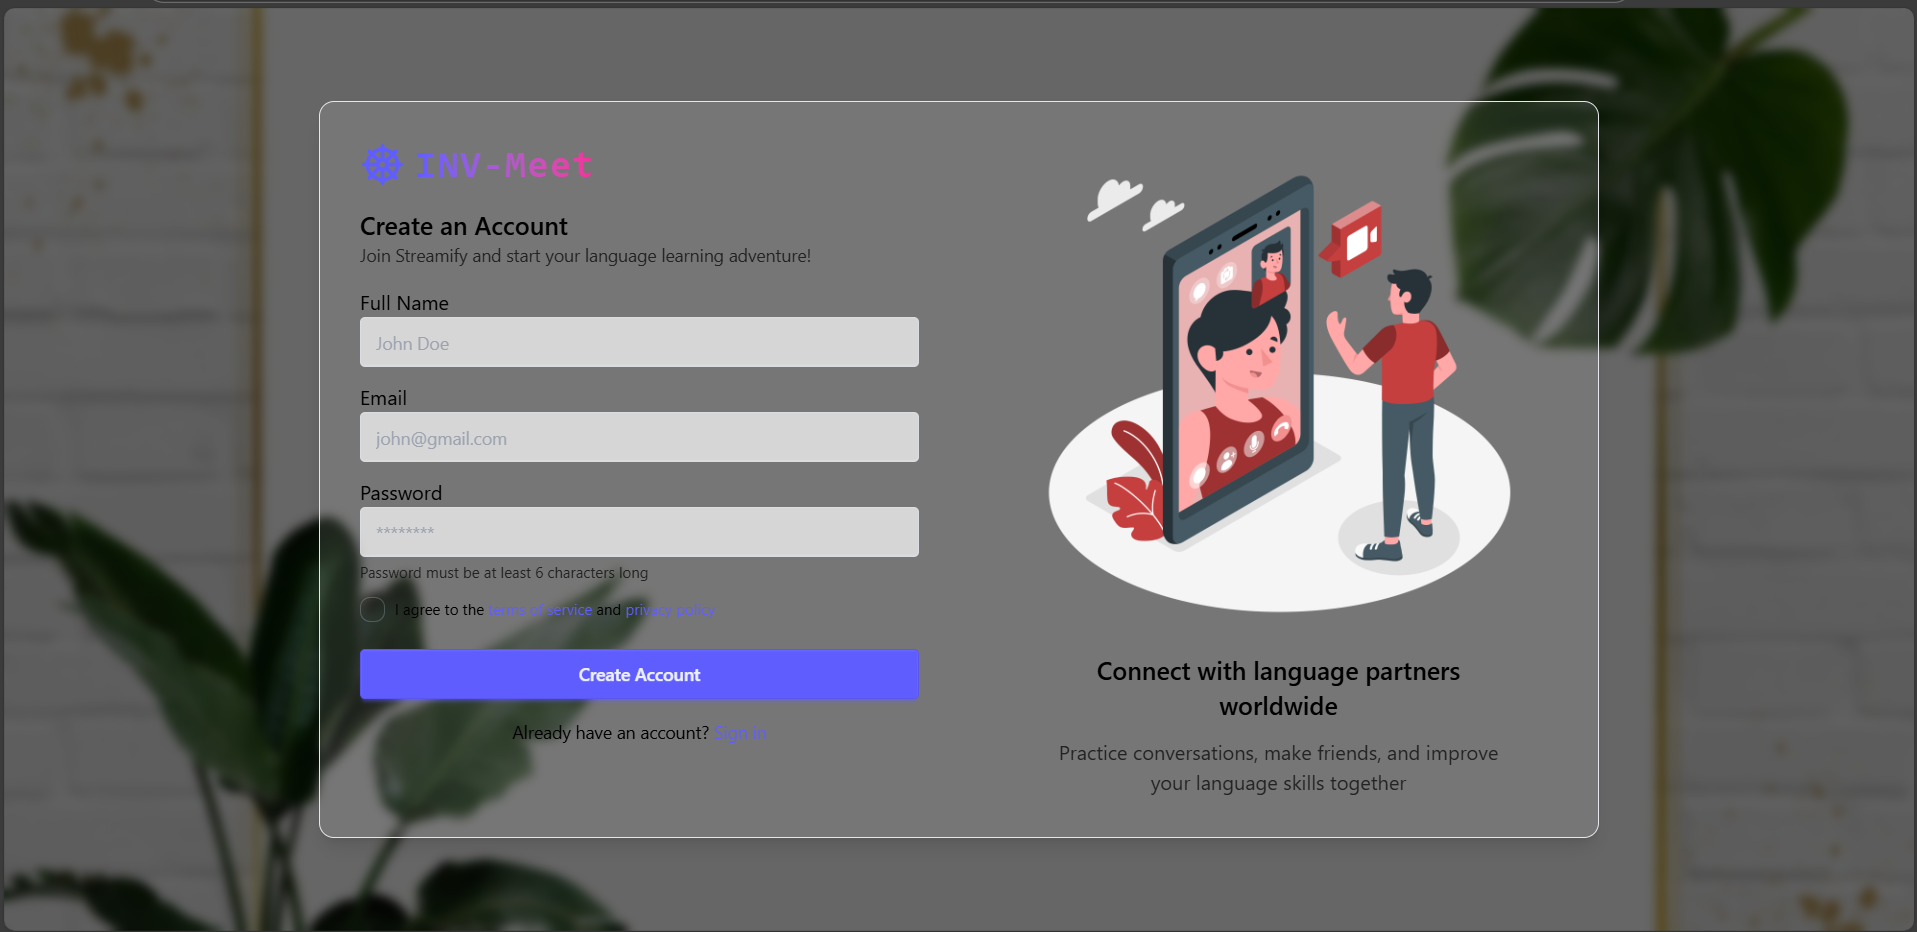 INV-Meet
Create an Account
Join Streamify and start your language learning adventure!
Full Name
John Doe
Email
john@gmail.com
Password
********
Password must be at least 6 characters long
I agree to the terms of service and privacy policy
Create Account
Already have an account? Sign in
Connect with language partners
worldwide
Practice conversations, make friends, and improve
your language skills together